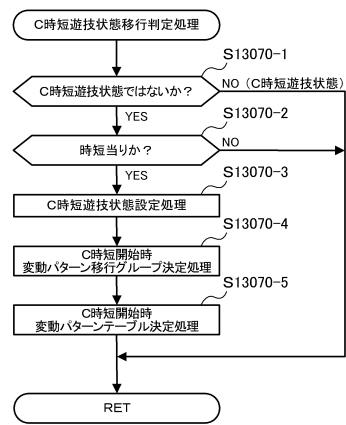 C時短遊技状態移行判定処理
S13070-1
C時短遊技状態ではないか？
NO（C時短遊技状態）
YES
S13070-2
時短当りか？
NO
YES
S13070-3
C時短遊技状態設定処理
S13070-4
C時短開始時
変動パターン移行グループ決定処理
S13070-5
C時短開始時
変動パターンテーブル決定処理
RET